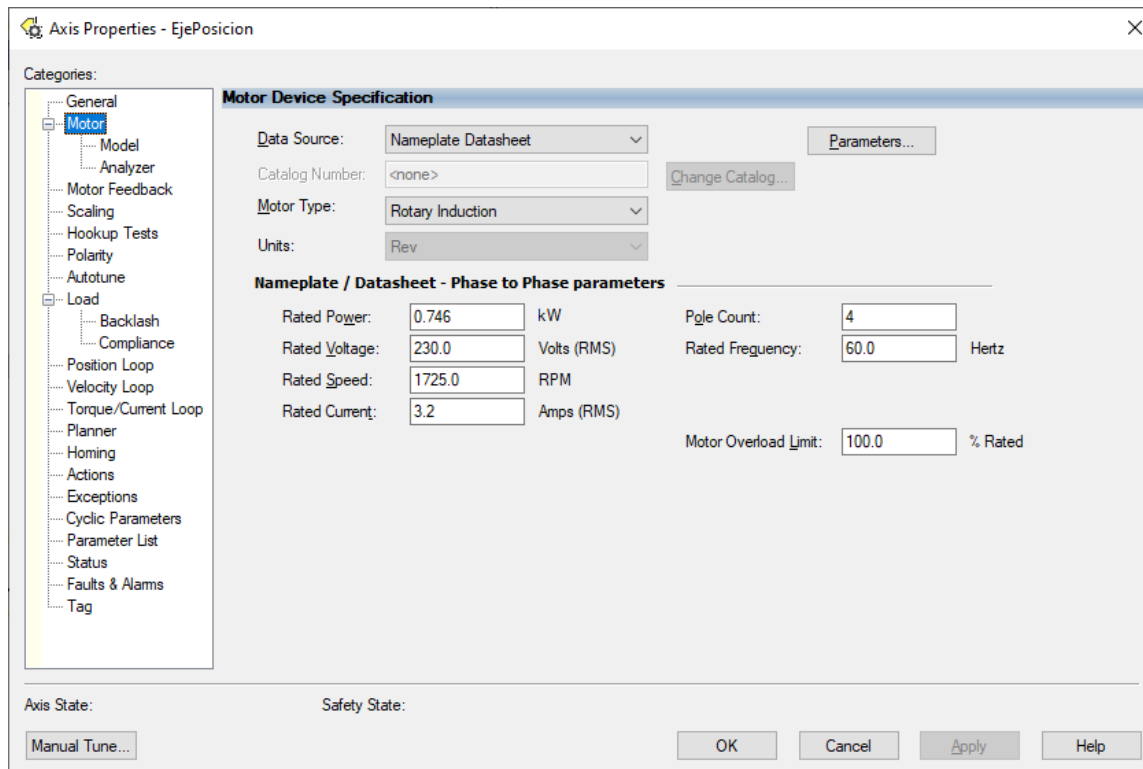 Axis Properties - EjePosicion
Categories:
General
Motor
Model
Analyzer
Motor Feedback
Scaling
Hookup Tests
Polarity
Autotune
Load
Backlash
Compliance
Position Loop
Velocity Loop
Torque/Current Loop
Planner
Homing
Actions
Exceptions
Cyclic Parameters
Parameter List
Status
Faults & Alarms
Tag
Motor Device Specification
Data Source: Nameplate Datasheet Parameters...
Catalog Number: <none> Change Catalog...
Motor Type: Rotary Induction
Units: Rev
Nameplate / Datasheet - Phase to Phase parameters
Rated Power: 0.746 kW Pole Count: 4
Rated Voltage: 230.0 Volts (RMS) Rated Frequency: 60.0 Hertz
Rated Speed: 1725.0 RPM
Rated Current: 3.2 Amps (RMS)
Motor Overload Limit: 100.0 % Rated
Axis State: Safety State:
Manual Tune... OK Cancel Apply Help